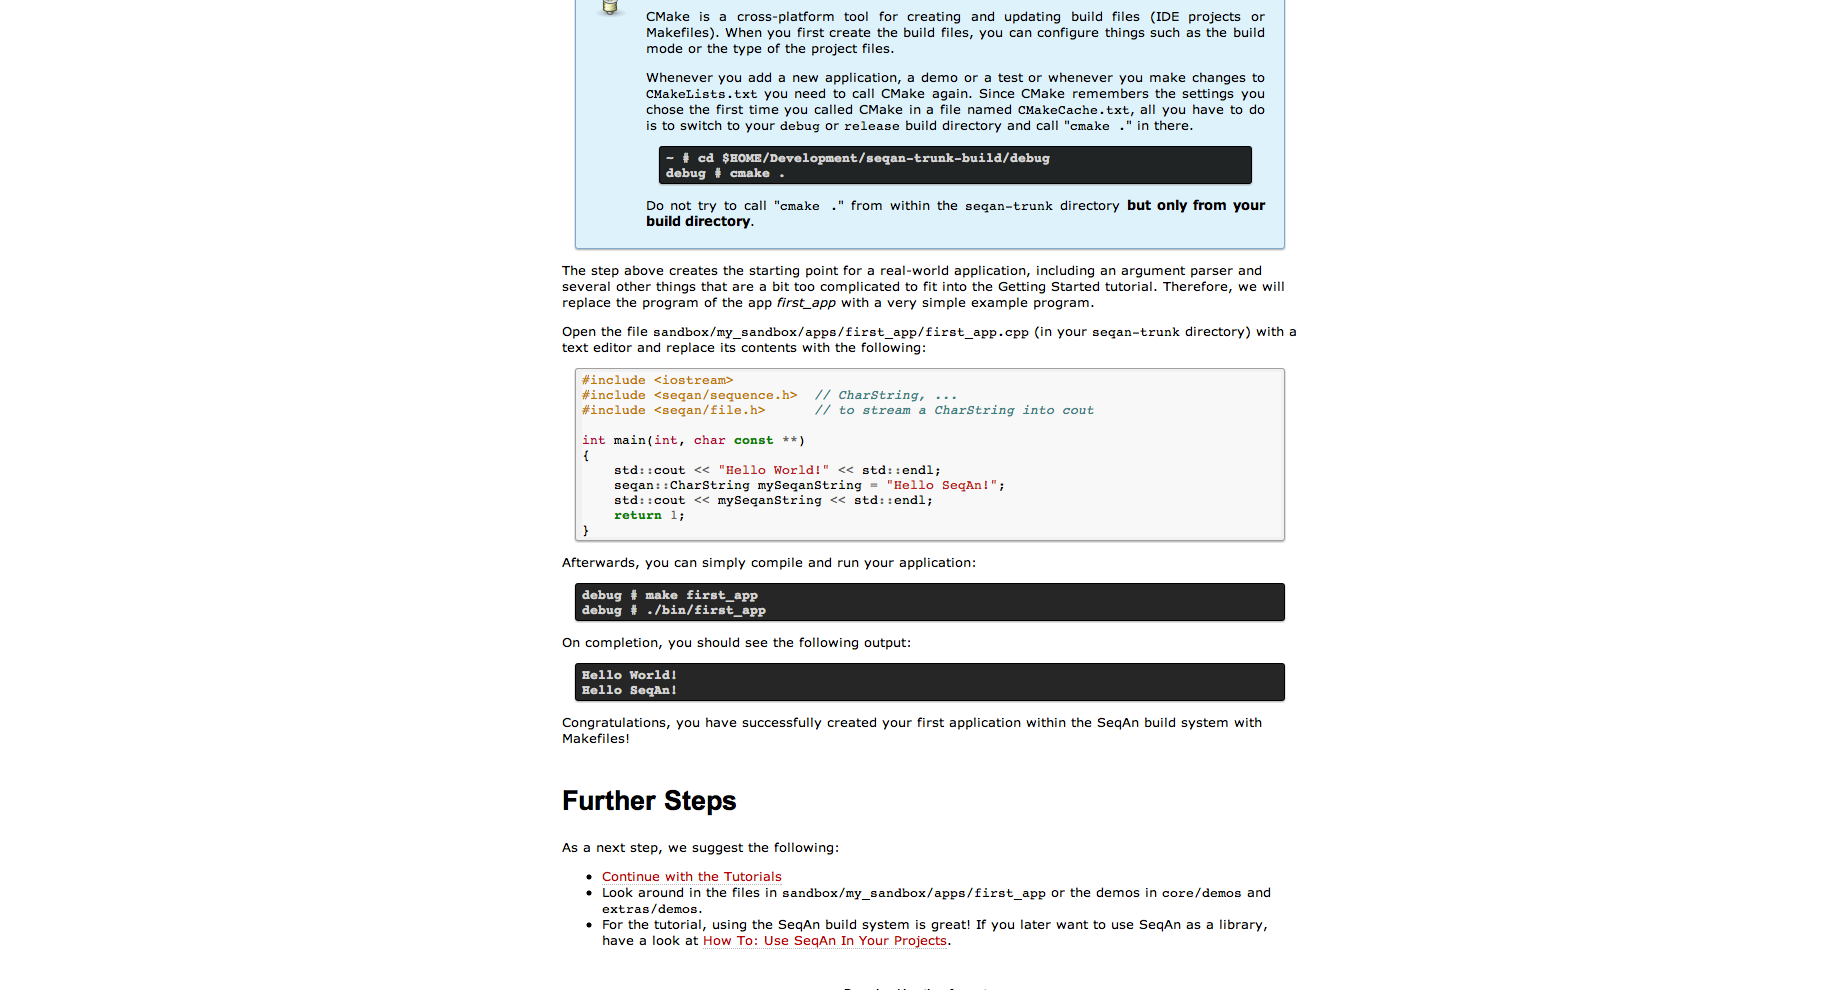 CMake is a cross-platform tool for creating and updating build files (IDE projects or
Makefiles). When you first create the build files, you can configure things such as the build
mode or the type of the project files.
Whenever you add a new application, a demo or a test or whenever you make changes to
CMakeLists.txt you need to call CMake again. Since CMake remembers the settings you
chose the first time you called CMake in a file named CMakeCache.txt, all you have to do
is to switch to your debug or release build directory and call "cmake ." in there.
~ # cd $HOME/Development/seqan-trunk-build/debug
debug # cmake .
Do not try to call "cmake ." from within the seqan-trunk directory but only from your
build directory.
The step above creates the starting point for a real-world application, including an argument parser and
several other things that are a bit too complicated to fit into the Getting Started tutorial. Therefore, we will
replace the program of the app first_app with a very simple example program.
Open the file sandbox/my_sandbox/apps/first_app/first_app.cpp (in your seqan-trunk directory) with a
text editor and replace its contents with the following:
#include <iostream>
#include <seqan/sequence.h>  // CharString, ...
#include <seqan/file.h>      // to stream a CharString into cout
int main(int, char const **)
{
    std::cout << "Hello World!" << std::endl;
    seqan::CharString mySeqanString = "Hello SeqAn!";
    std::cout << mySeqanString << std::endl;
    return 1;
}
Afterwards, you can simply compile and run your application:
debug # make first_app
debug # ./bin/first_app
On completion, you should see the following output:
Hello World!
Hello SeqAn!
Congratulations, you have successfully created your first application within the SeqAn build system with
Makefiles!
Further Steps
As a next step, we suggest the following:
• Continue with the Tutorials
• Look around in the files in sandbox/my_sandbox/apps/first_app or the demos in core/demos and
extras/demos.
• For the tutorial, using the SeqAn build system is great! If you later want to use SeqAn as a library,
have a look at How To: Use SeqAn In Your Projects.